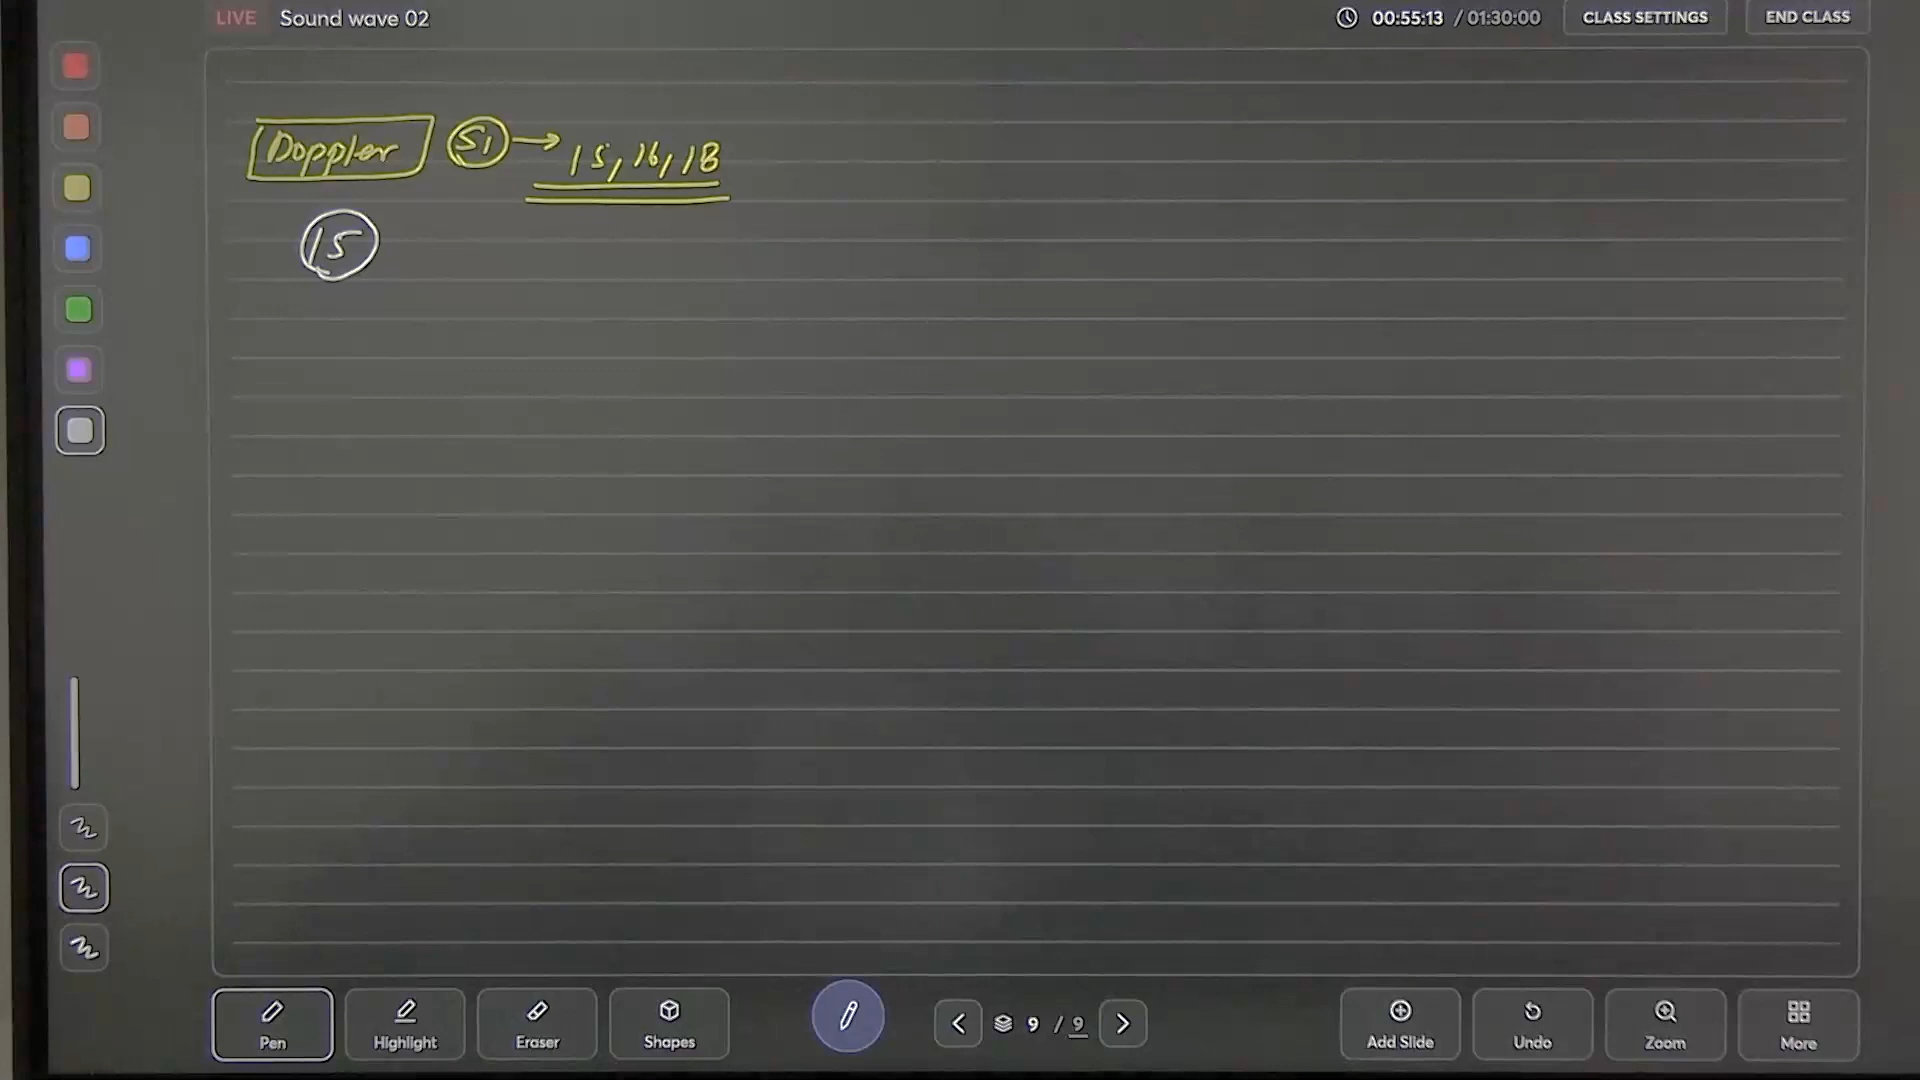 LIVE Sound wave 02 00:55:13 / 01:30:00 CLASS SETTINGS END CLASS
Doppler S1 → 15, 16, 18
15
Pen Highlight Eraser Shapes 9 / 9 Add Slide Undo Zoom More